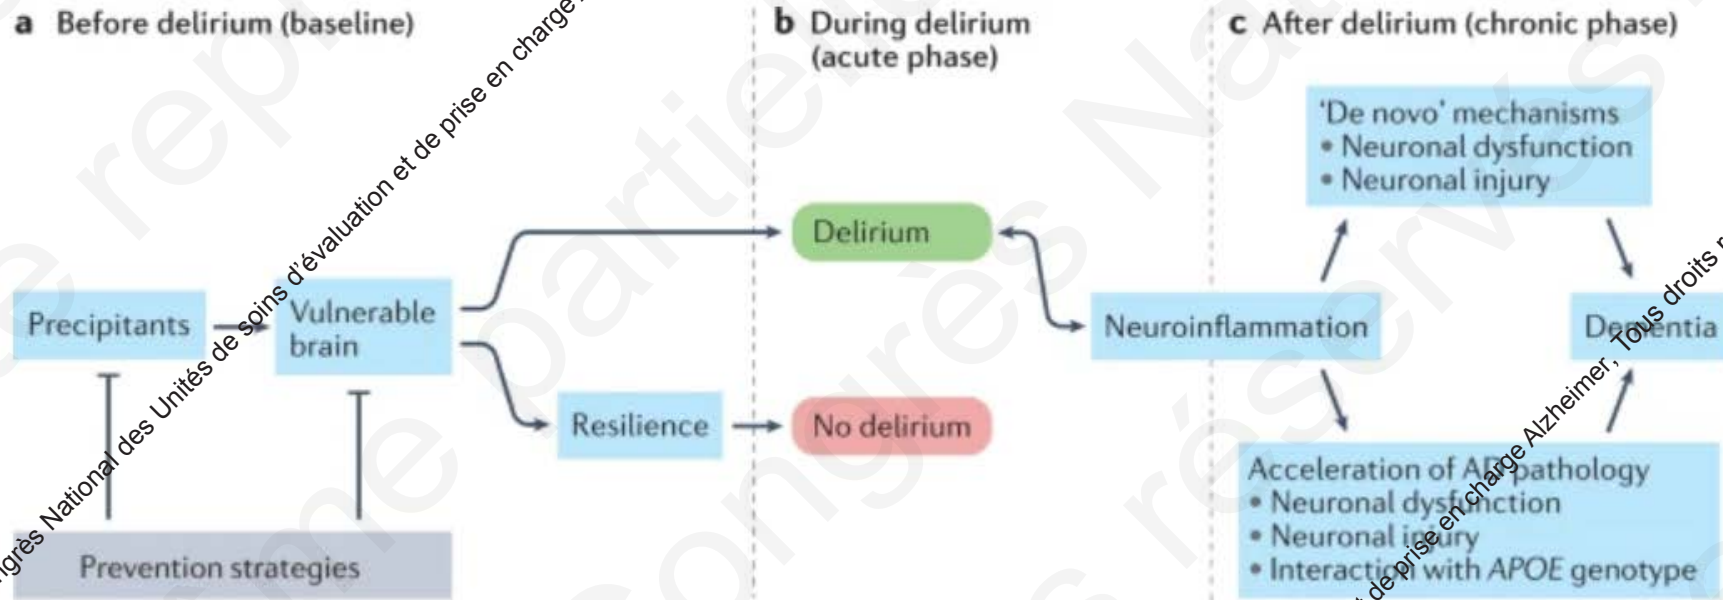 a Before delirium (baseline)
b During delirium
(acute phase)
c After delirium (chronic phase)
Precipitants
Vulnerable
brain
Resilience
Prevention strategies
Delirium
No delirium
Neuroinflammation
'De novo' mechanisms
• Neuronal dysfunction
• Neuronal injury
Dementia
Acceleration of AD pathology
• Neuronal dysfunction
• Neuronal injury
• Interaction with APOE genotype
National des Unités de soins d'évaluation et de prise en charge
de prise en charge Alzheimer, Tous droits